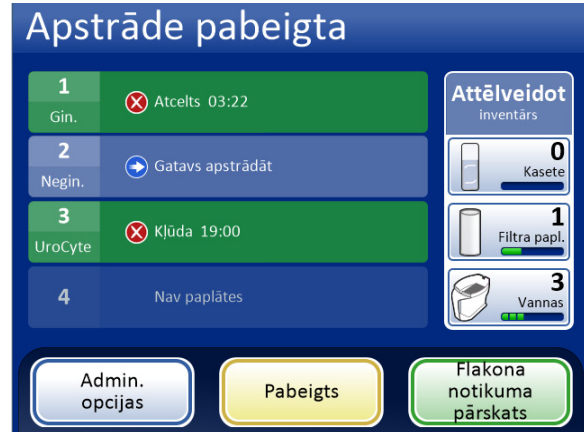 Apstrāde pabeigta
1
Gin.
Atcelts 03:22
2
Negin.
Gatavs apstrādāt
3
UroCyte
Kļūda 19:00
4
Nav paplātes
Attēlveidot
inventārs
0
Kasete
1
Filtra papl.
3
Vannas
Admin.
opcijas
Pabeigts
Flakona
notikuma
pārskats